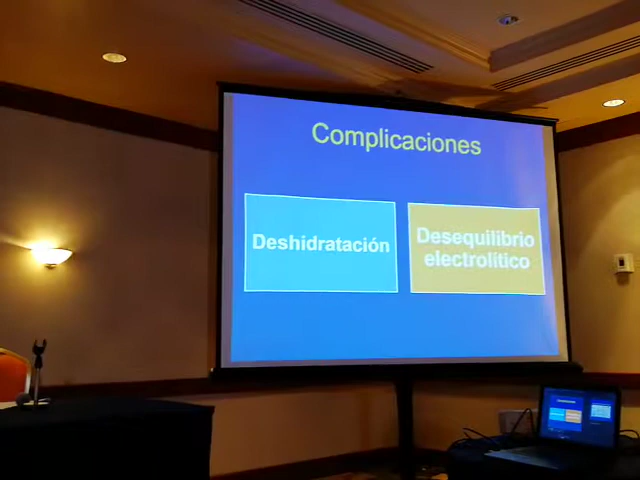 Complicaciones
Deshidratación
Desequilibrio
electrolítico